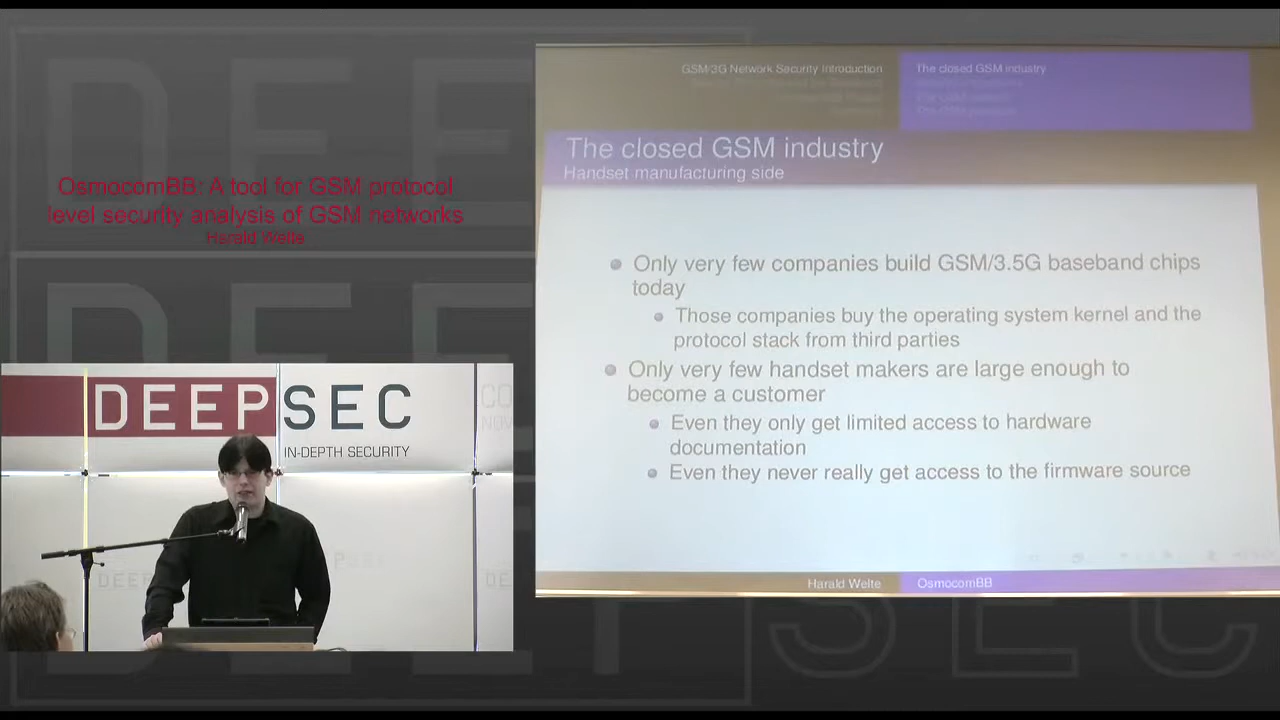 OsmocomBB: A tool for GSM protocol
level security analysis of GSM networks
Harald Welte
DEEPSEC
IN-DEPTH SECURITY
GSM/3G Network Security Introduction
The closed GSM industry
The closed GSM industry
Handset manufacturing side
Only very few companies build GSM/3.5G baseband chips
today
Those companies buy the operating system kernel and the
protocol stack from third parties
Only very few handset makers are large enough to
become a customer
Even they only get limited access to hardware
documentation
Even they never really get access to the firmware source
Harald Welte
OsmocomBB